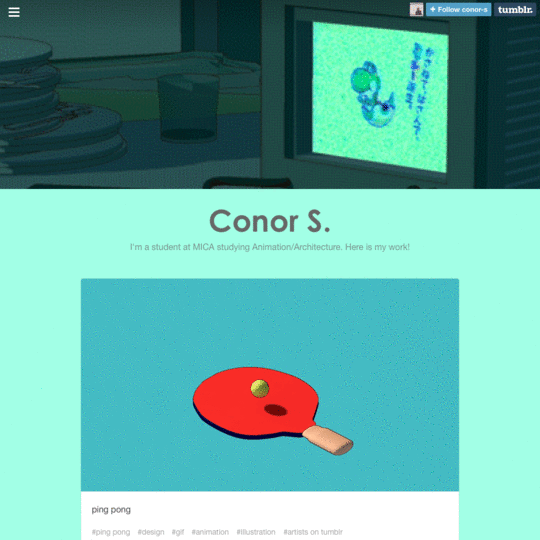 Follow conor-s
tumblr.
Conor S.
I'm a student at MICA studying Animation/Architecture. Here is my work!
ping pong
#ping pong #design #gif #animation #illustration #artists on tumblr